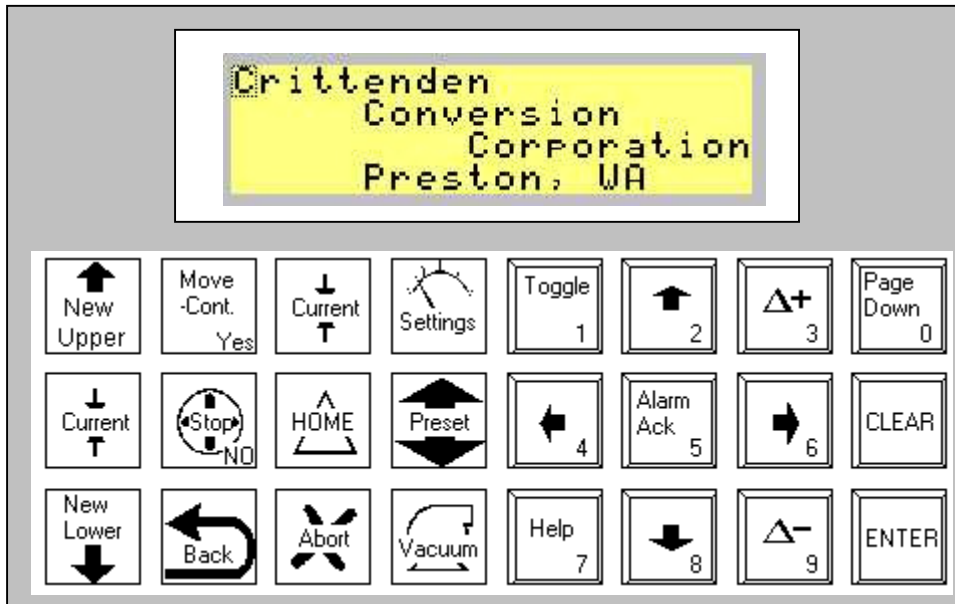 Crittenden
Conversion
Corporation
Preston, WA
New
Upper
Move
-Cont.
Yes
Current
Settings
Toggle
1
2
Δ+
3
Page
Down
0
Current
Stop
NO
HOME
Preset
4
Alarm
Ack
5
6
CLEAR
New
Lower
Back
Abort
Vacuum
Help
7
8
Δ-
9
ENTER